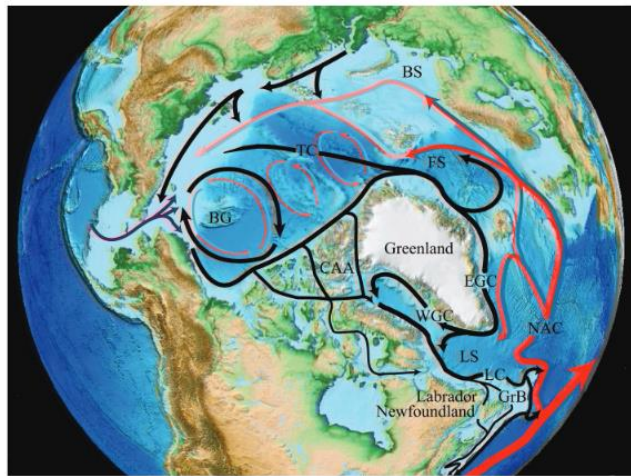 BS
TC
FS
BG
Greenland
CAA
EGC
WGC
NAC
LS
LC
Labrador
GrB
Newfoundland